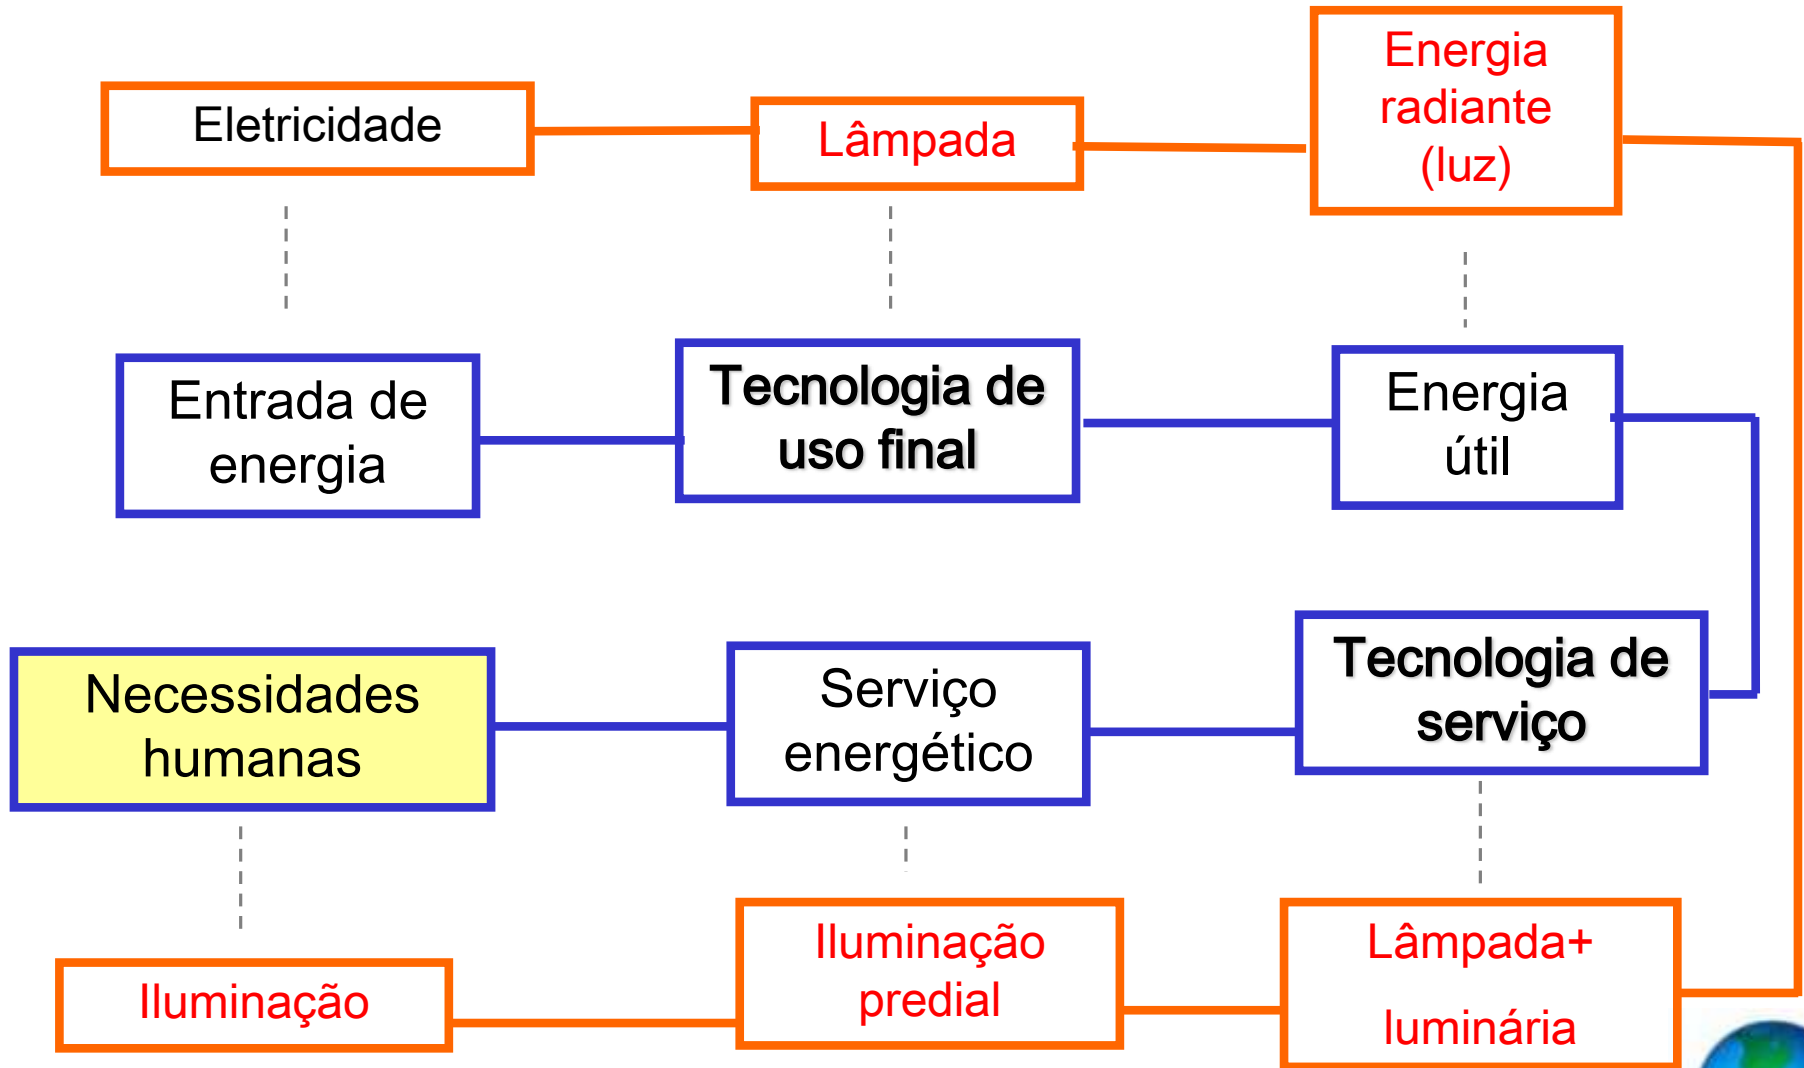 Eletricidade
Lâmpada
Energia
radiante
(luz)
Entrada de
energia
Tecnologia de
uso final
Energia
útil
Necessidades
humanas
Serviço
energético
Tecnologia de
serviço
Iluminação
Iluminação
predial
Lâmpada+
luminária